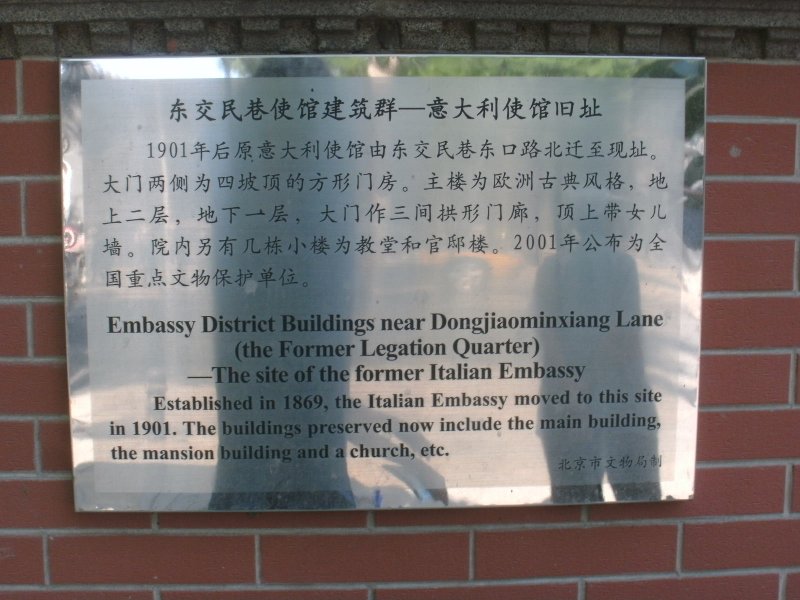 东交民巷使馆建筑群—意大利使馆旧址
1901年后原意大利使馆由东交民巷东口路北迁至现址。
大门两侧为四坡顶的方形门房。主楼为欧洲古典风格，地
上二层，地下一层，大门作三间拱形门廊，顶上带女儿
墙。院内另有几栋小楼为教堂和官邸楼。2001年公布为全
国重点文物保护单位。
Embassy District Buildings near Dongjiaominxiang Lane
(the Former Legation Quarter)
—The site of the former Italian Embassy
Established in 1869, the Italian Embassy moved to this site
in 1901. The buildings preserved now include the main building,
the mansion building and a church, etc.
北京市文物局制